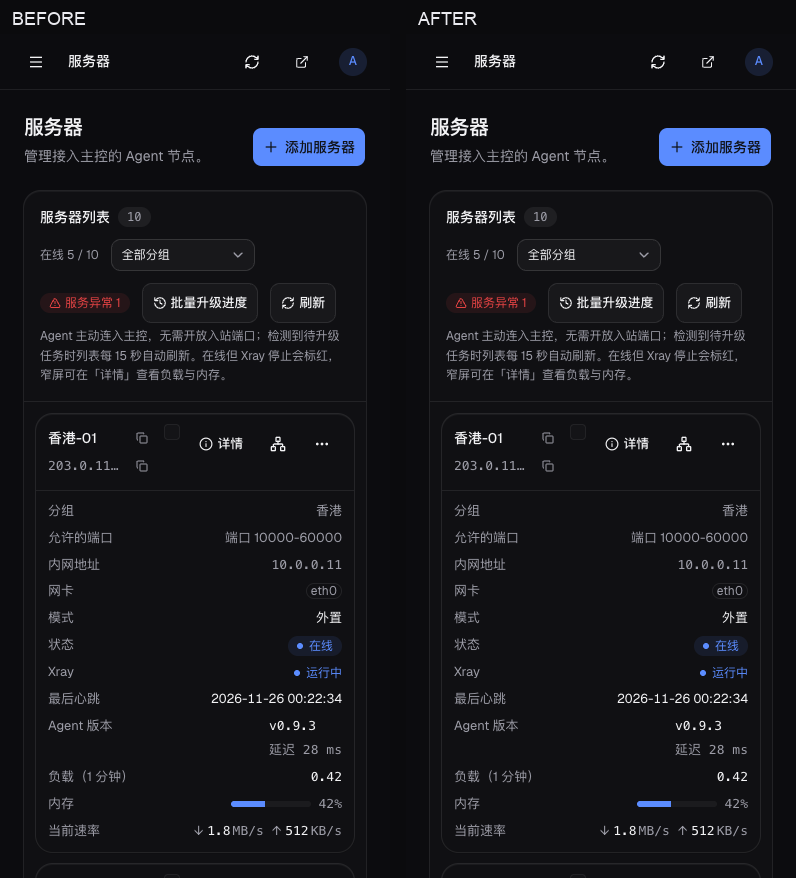 BEFORE
服务器
A
服务器
管理接入主控的 Agent 节点。
添加服务器
服务器列表 10
在线 5 / 10 全部分组
服务异常 1 批量升级进度 刷新
Agent 主动连入主控，无需开放入站端口；检测到待升级
任务时列表每 15 秒自动刷新。在线但 Xray 停止会标红，
窄屏可在「详情」查看负载与内存。
香港-01 详情
203.0.11…
分组 香港
允许的端口 端口 10000-60000
内网地址 10.0.0.11
网卡 eth0
模式 外置
状态 在线
Xray 运行中
最后心跳 2026-11-26 00:22:34
Agent 版本 v0.9.3
延迟 28 ms
负载（1 分钟） 0.42
内存 42%
当前速率 ↓ 1.8 MB/s ↑ 512 KB/s
AFTER
服务器
A
服务器
管理接入主控的 Agent 节点。
添加服务器
服务器列表 10
在线 5 / 10 全部分组
服务异常 1 批量升级进度 刷新
Agent 主动连入主控，无需开放入站端口；检测到待升级
任务时列表每 15 秒自动刷新。在线但 Xray 停止会标红，
窄屏可在「详情」查看负载与内存。
香港-01 详情
203.0.11…
分组 香港
允许的端口 端口 10000-60000
内网地址 10.0.0.11
网卡 eth0
模式 外置
状态 在线
Xray 运行中
最后心跳 2026-11-26 00:22:34
Agent 版本 v0.9.3
延迟 28 ms
负载（1 分钟） 0.42
内存 42%
当前速率 ↓ 1.8 MB/s ↑ 512 KB/s